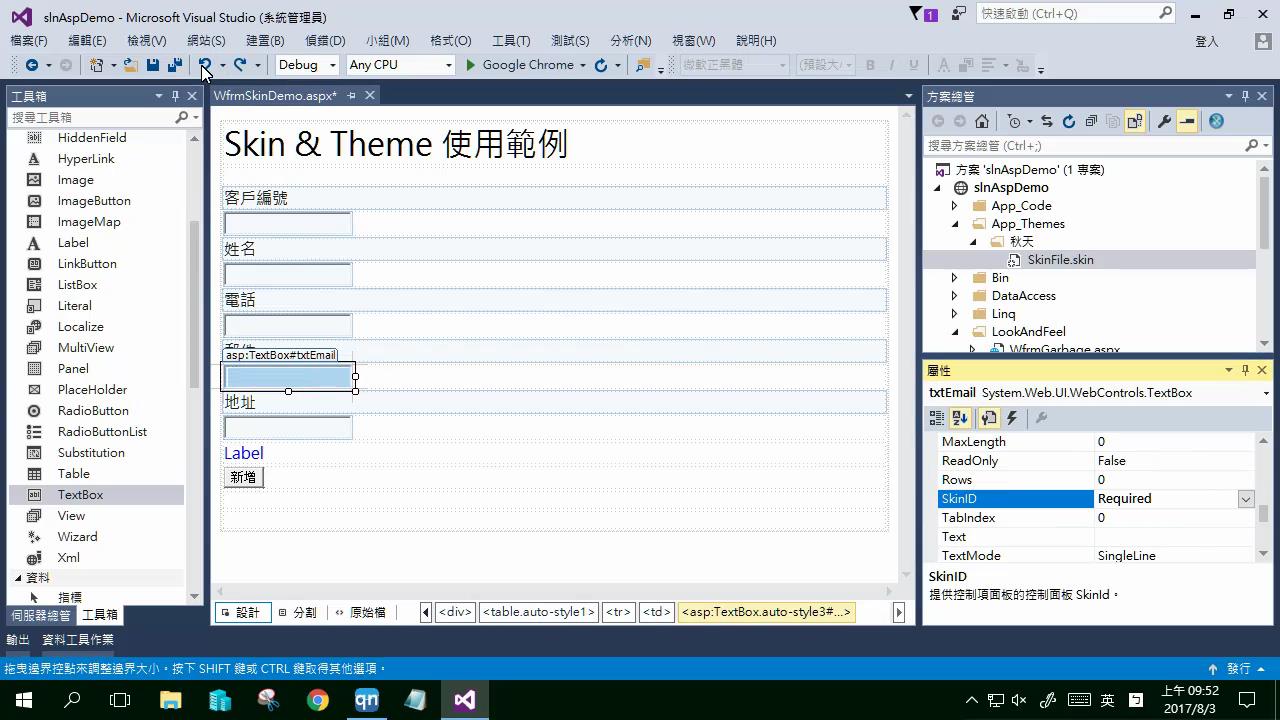 slnAspDemo - Microsoft Visual Studio (系統管理員)
1
快速啟動 (Ctrl+Q)
檔案(F) 編輯(E) 檢視(V) 網站(S) 建置(B) 偵錯(D) 小組(M) 格式(O) 工具(T) 測試(S) 分析(N) 視窗(W) 說明(H)
登入
Debug Any CPU Google Chrome 微軟正黑體 (預設大/ B I U A
工具箱
搜尋工具箱
HiddenField
HyperLink
Image
ImageButton
ImageMap
Label
LinkButton
ListBox
Literal
Localize
MultiView
Panel
PlaceHolder
RadioButton
RadioButtonList
Substitution
Table
TextBox
View
Wizard
Xml
資料
指標
伺服器總管 工具箱
WfrmSkinDemo.aspx*
Skin & Theme 使用範例
客戶編號
姓名
電話
郵件
asp:TextBox#txtEmail
地址
Label
新增
設計 分割 原始檔 <div> <table.auto-style1> <tr> <td> <asp:TextBox.auto-style3#...>
方案總管
搜尋方案總管 (Ctrl+;)
方案 'slnAspDemo' (1 專案)
slnAspDemo
App_Code
App_Themes
秋天
SkinFile.skin
Bin
DataAccess
Linq
LookAndFeel
WfrmGarbage.aspx
屬性
txtEmail System.Web.UI.WebControls.TextBox
MaxLength 0
ReadOnly False
Rows 0
SkinID Required
TabIndex 0
Text
TextMode SingleLine
SkinID
提供控制項面板的控制面板 SkinId。
輸出 資料工具作業
拖曳邊界控點來調整邊界大小。按下 SHIFT 鍵或 CTRL 鍵取得其他選項。
發行
qn
英
上午 09:52
2017/8/3